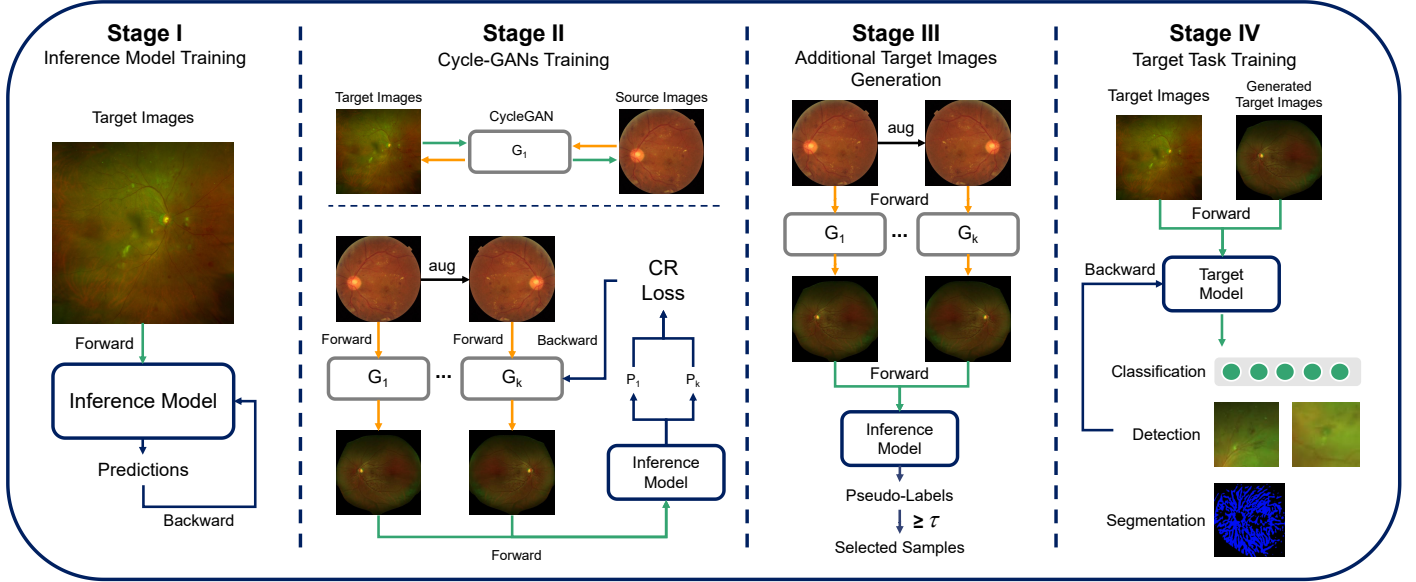 Stage I
Inference Model Training
Target Images
Forward
Inference Model
Predictions
Backward
Stage II
Cycle-GANs Training
Target Images
CycleGAN
Source Images
G1
aug
CR
Loss
Forward
Forward
Backward
G1
...
Gk
P1
Pk
Inference
Model
Forward
Stage III
Additional Target Images
Generation
aug
Forward
G1
...
Gk
Forward
Inference
Model
Pseudo-Labels
≥ τ
Selected Samples
Stage IV
Target Task Training
Target Images
Generated
Target Images
Forward
Backward
Target
Model
Classification
Detection
Segmentation